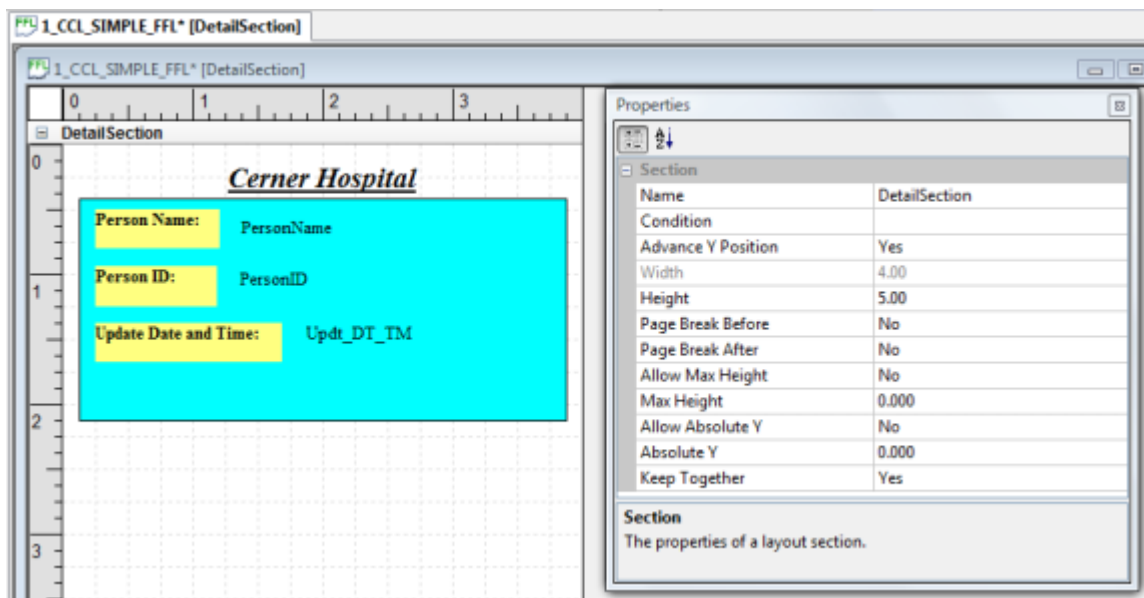 1_CCL_SIMPLE_FFL* [DetailSection]
1_CCL_SIMPLE_FFL* [DetailSection]
0 1 2 3
DetailSection
0
Cerner Hospital
Person Name: PersonName
Person ID: PersonID
1
Update Date and Time: Updt_DT_TM
2
3
Properties
Section
Name DetailSection
Condition
Advance Y Position Yes
Width 4.00
Height 5.00
Page Break Before No
Page Break After No
Allow Max Height No
Max Height 0.000
Allow Absolute Y No
Absolute Y 0.000
Keep Together Yes
Section
The properties of a layout section.